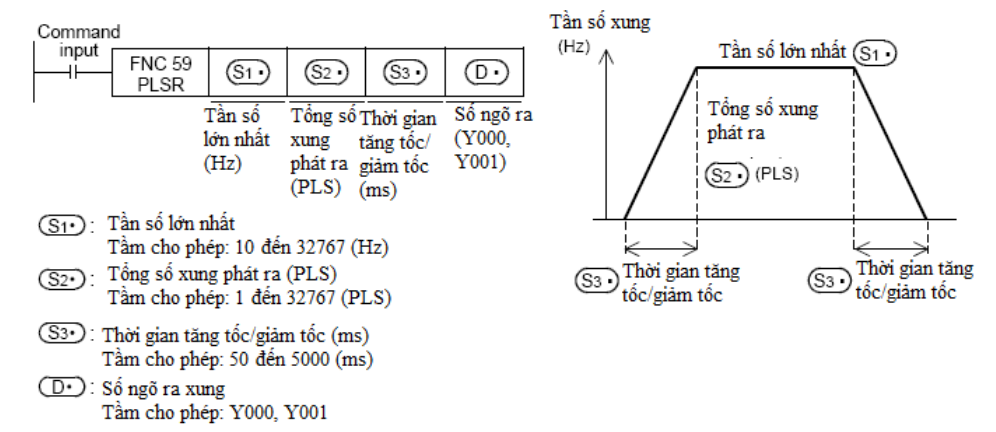 Command
input
FNC 59
PLSR
S1•
S2•
S3•
D•
Tần số
lớn nhất
(Hz)
Tổng số
xung
phát ra
(PLS)
Thời gian
tăng tốc/
giảm tốc
(ms)
Số ngõ ra
(Y000,
Y001)
S1• : Tần số lớn nhất
Tầm cho phép: 10 đến 32767 (Hz)
S2• : Tổng số xung phát ra (PLS)
Tầm cho phép: 1 đến 32767 (PLS)
S3• : Thời gian tăng tốc/giảm tốc (ms)
Tầm cho phép: 50 đến 5000 (ms)
D• : Số ngõ ra xung
Tầm cho phép: Y000, Y001
Tần số xung
(Hz)
Tần số lớn nhất S1•
Tổng số xung
phát ra
S2• (PLS)
S3• Thời gian tăng
tốc/giảm tốc
S3• Thời gian tăng
tốc/giảm tốc